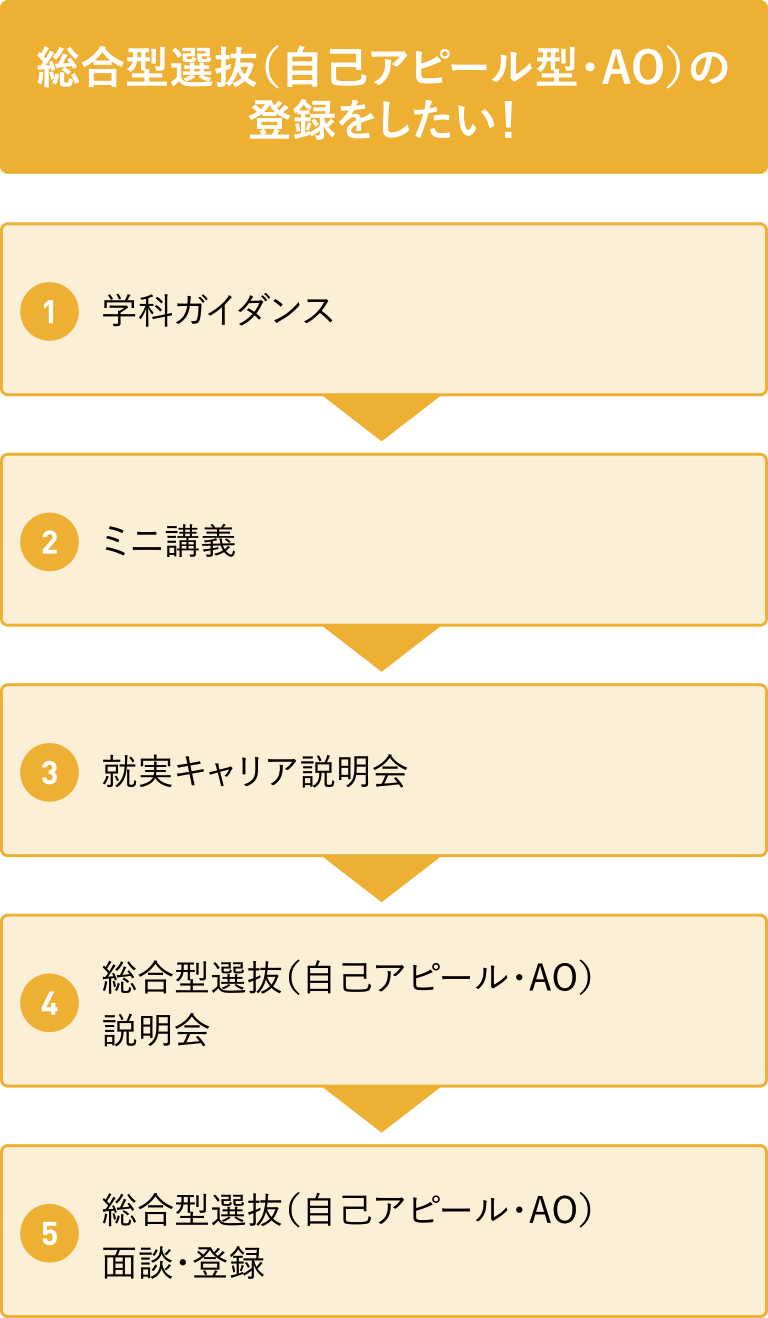 総合型選抜（自己アピール型・AO）の
登録をしたい！
1 学科ガイダンス
2 ミニ講義
3 就実キャリア説明会
4 総合型選抜（自己アピール・AO）
説明会
5 総合型選抜（自己アピール・AO）
面談・登録